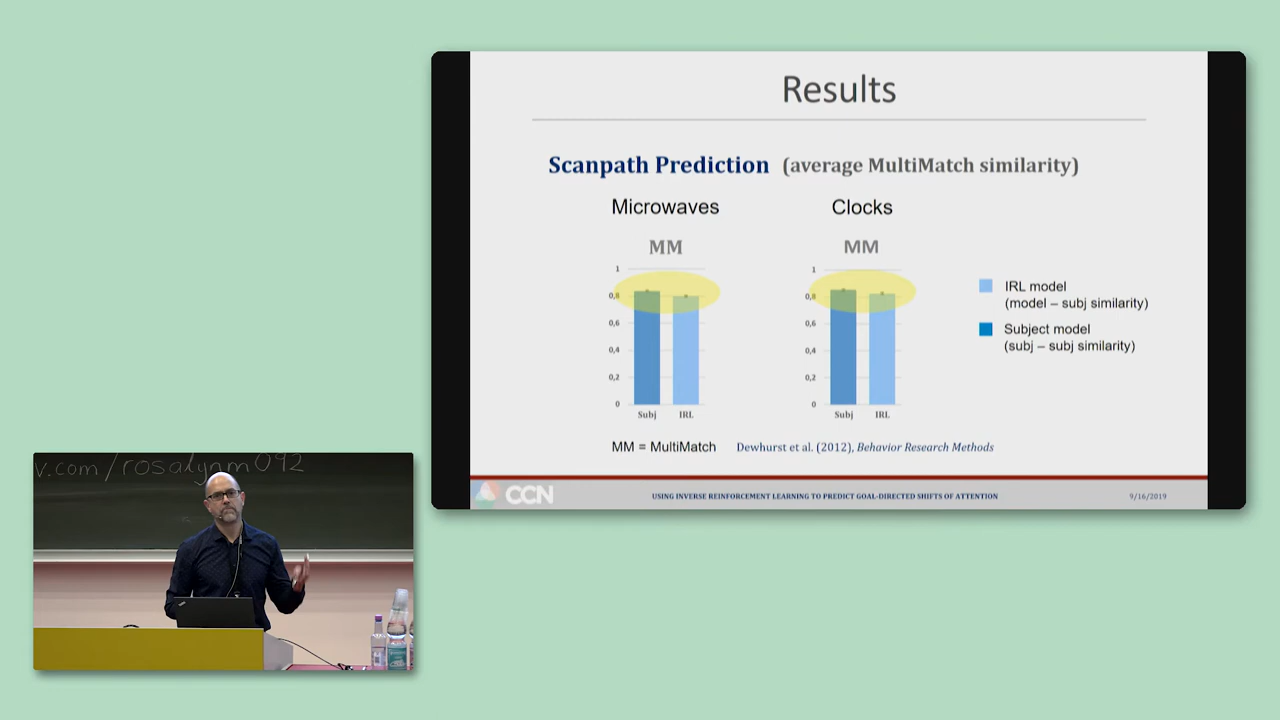 Results
Scanpath Prediction (average MultiMatch similarity)
Microwaves
MM
1
0,8
0,6
0,4
0,2
0
Subj IRL
Clocks
MM
1
0,8
0,6
0,4
0,2
0
Subj IRL
IRL model
(model – subj similarity)
Subject model
(subj – subj similarity)
MM = MultiMatch Dewhurst et al. (2012), Behavior Research Methods
CCN
USING INVERSE REINFORCEMENT LEARNING TO PREDICT GOAL-DIRECTED SHIFTS OF ATTENTION
9/16/2019
v.com/rosalynm092